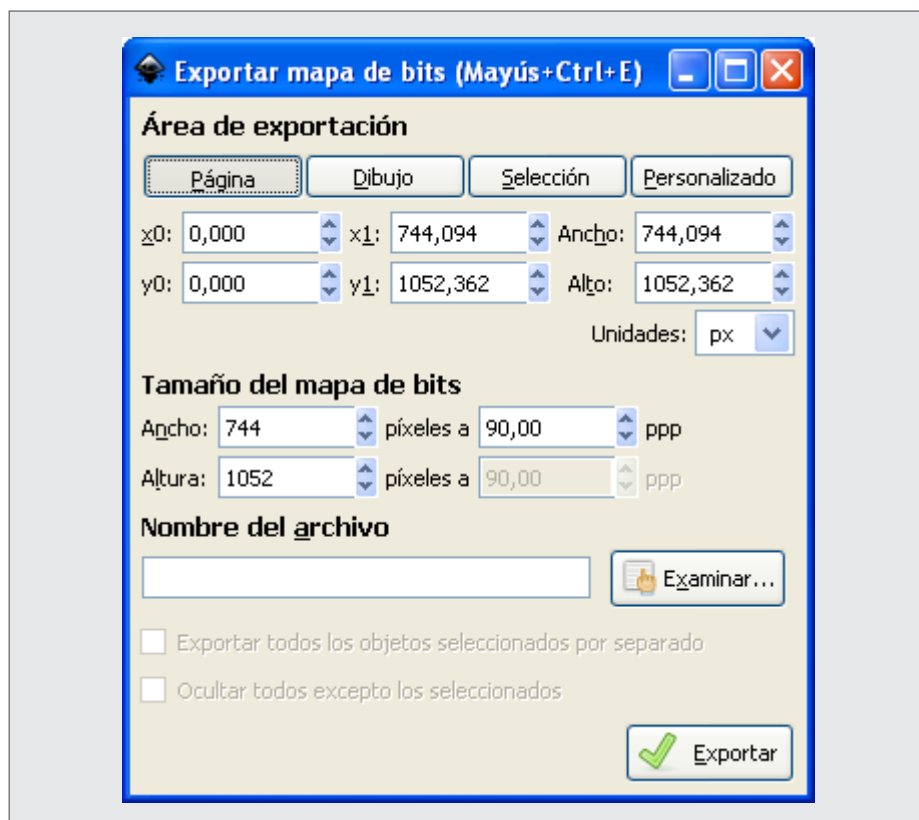 Exportar mapa de bits (Mayús+Ctrl+E)
Área de exportación
Página Dibujo Selección Personalizado
x0: 0,000 x1: 744,094 Ancho: 744,094
y0: 0,000 y1: 1052,362 Alto: 1052,362
Unidades: px
Tamaño del mapa de bits
Ancho: 744 píxeles a 90,00 ppp
Altura: 1052 píxeles a 90,00 ppp
Nombre del archivo
Examinar...
Exportar todos los objetos seleccionados por separado
Ocultar todos excepto los seleccionados
Exportar